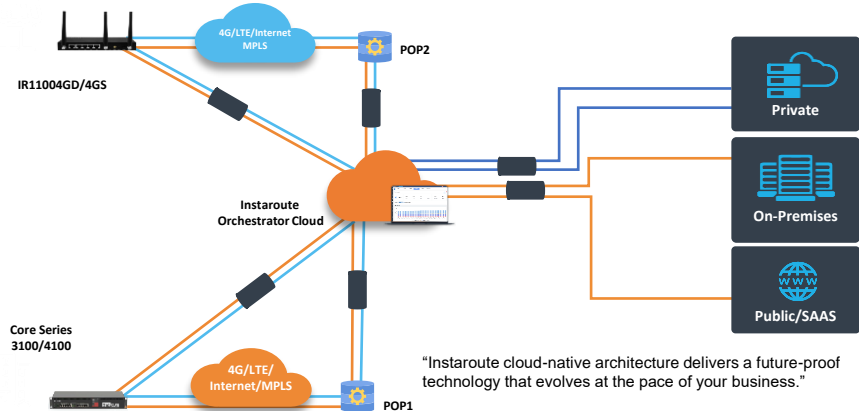 4G/LTE/Internet
MPLS
POP2
IR11004GD/4GS
Private
Instaroute
Orchestrator Cloud
On-Premises
WWW
Public/SAAS
Core Series
3100/4100
4G/LTE/
Internet/MPLS
POP1
“Instaroute cloud-native architecture delivers a future-proof
technology that evolves at the pace of your business.”